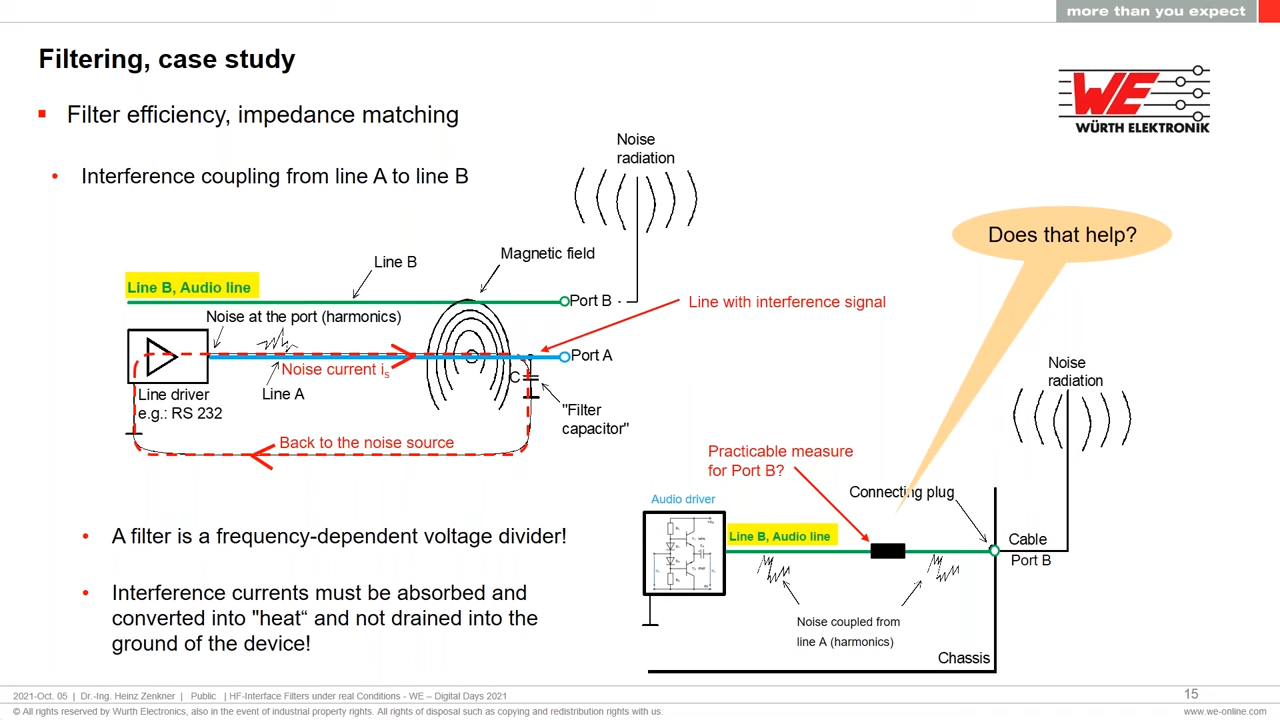 more than you expect
Filtering, case study
WE
WÜRTH ELEKTRONIK
Filter efficiency, impedance matching
Interference coupling from line A to line B
Noise
radiation
Does that help?
Magnetic field
Line B
Line B, Audio line
Port B
Line with interference signal
Noise at the port (harmonics)
Port A
Noise current is
C
Line A
Line driver
e.g.: RS 232
"Filter
capacitor"
Back to the noise source
Noise
radiation
Practicable measure
for Port B?
Connecting plug
Audio driver
Line B, Audio line
Cable
Port B
Noise coupled from
line A (harmonics)
Chassis
A filter is a frequency-dependent voltage divider!
Interference currents must be absorbed and
converted into "heat“ and not drained into the
ground of the device!
2021-Oct. 05 | Dr.-Ing. Heinz Zenkner | Public | HF-Interface Filters under real Conditions - WE – Digital Days 2021
15
© All rights reserved by Wurth Electronics, also in the event of industrial property rights. All rights of disposal such as copying and redistribution rights with us.
www.we-online.com